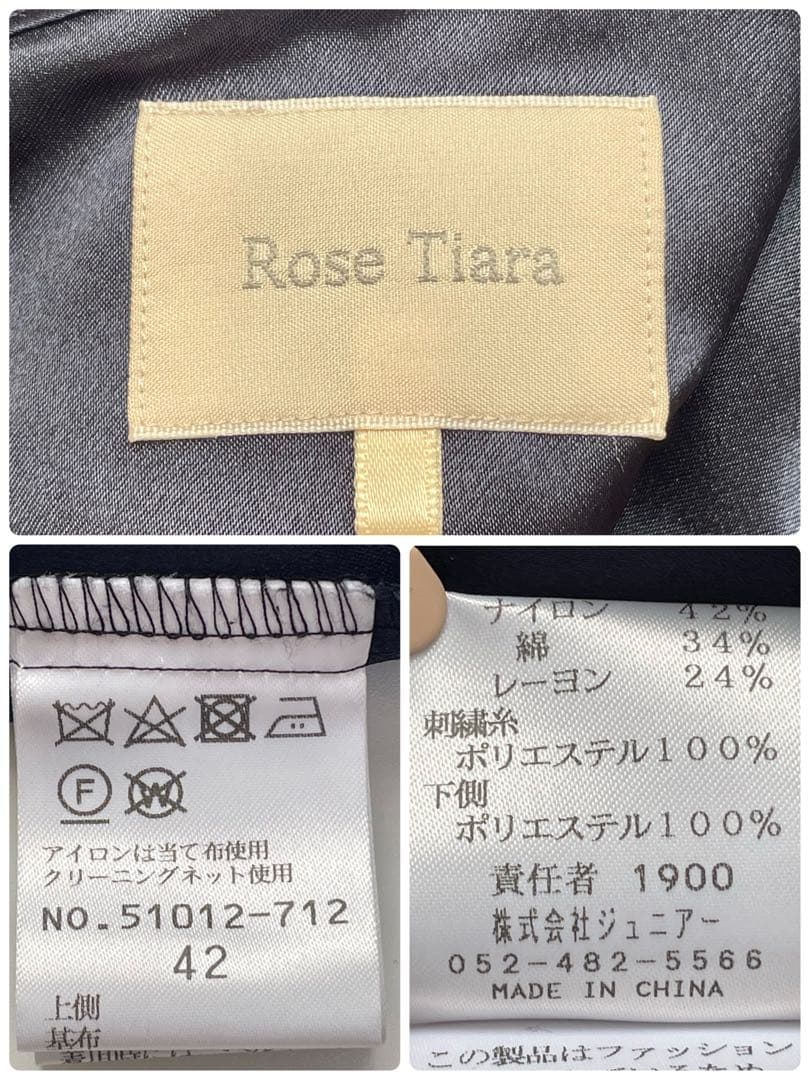 Rose Tiara
F
W
アイロンは当て布使用
クリーニングネット使用
NO.51012-712
42
上側
基布
ナイロン 42%
綿 34%
レーヨン 24%
刺繍糸
ポリエステル100%
下側
ポリエステル100%
責任者 1900
株式会社ジュニアー
052-482-5566
MADE IN CHINA
この製品はファッション